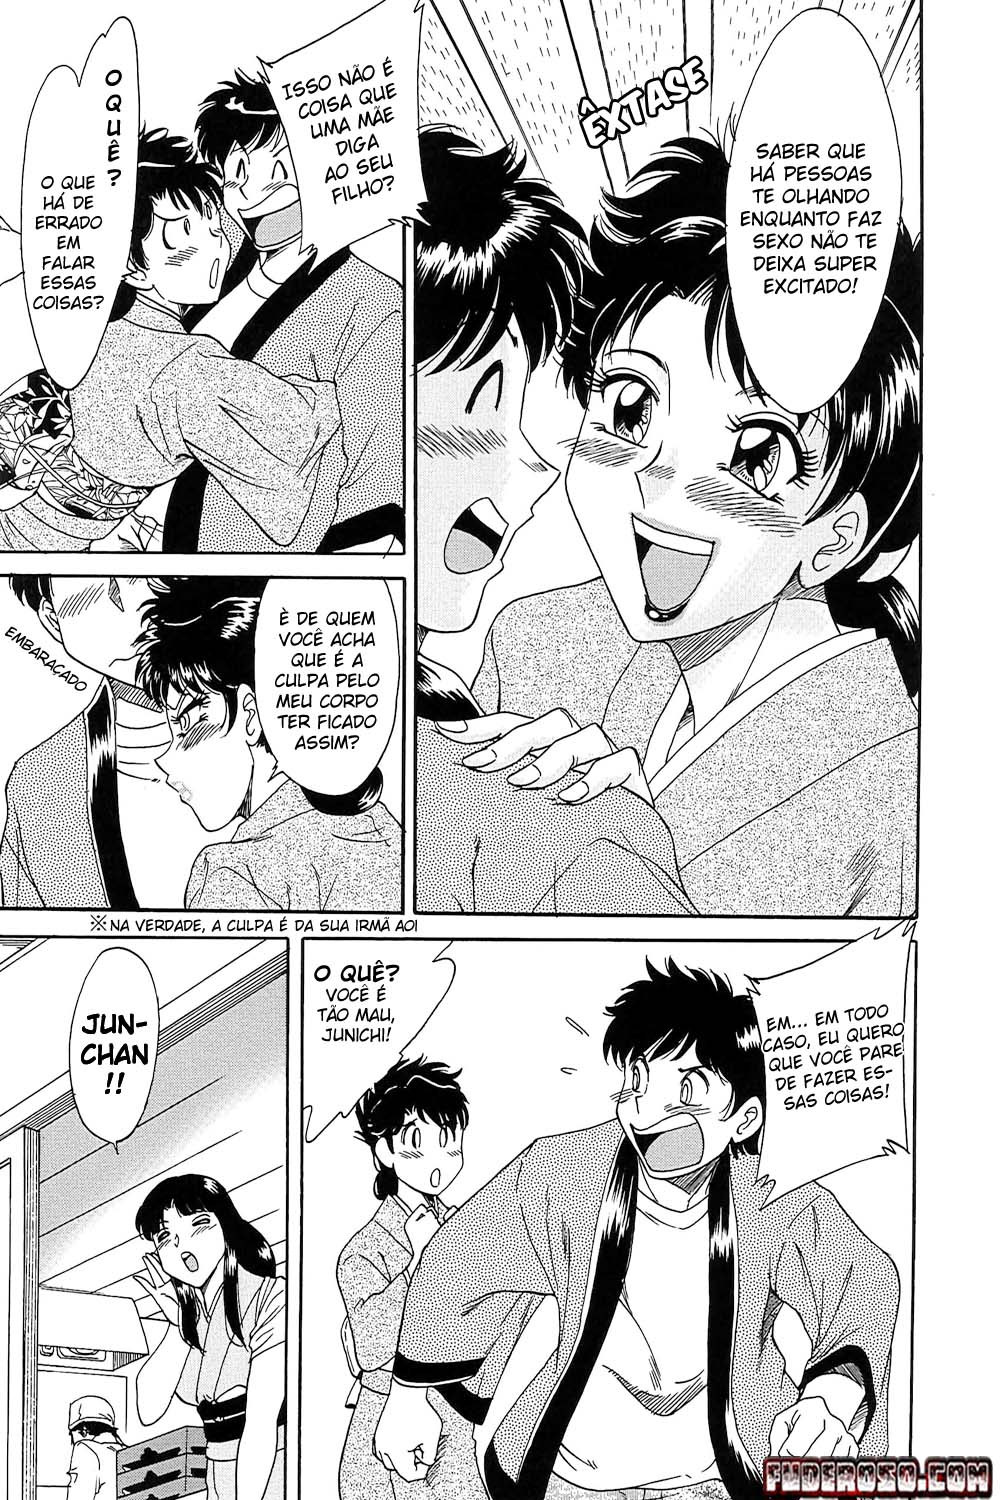 SABER QUE
HÁ PESSOAS
TE OLHANDO
ENQUANTO FAZ
SEXO NÃO TE
DEIXA SUPER
EXCITADO!
ÊXTASE
ISSO NÃO É
COISA QUE
UMA MÃE
DIGA
AO SEU
FILHO?
O QUÊ?
O QUE
HÁ DE
ERRADO
EM
FALAR
ESSAS
COISAS?
È DE QUEM
VOCÊ ACHA
QUE É A
CULPA PELO
MEU CORPO
TER FICADO
ASSIM?
EMBARAÇADO
※NA VERDADE, A CULPA É DA SUA IRMÃ AOI
EM... EM TODO
CASO, EU QUERO
QUE VOCÊ PARE
DE FAZER ES-
SAS COISAS!
O QUÊ?
VOCÊ É
TÃO MAU,
JUNICHI!
JUN-
CHAN
!!
FUDEROSO.COM